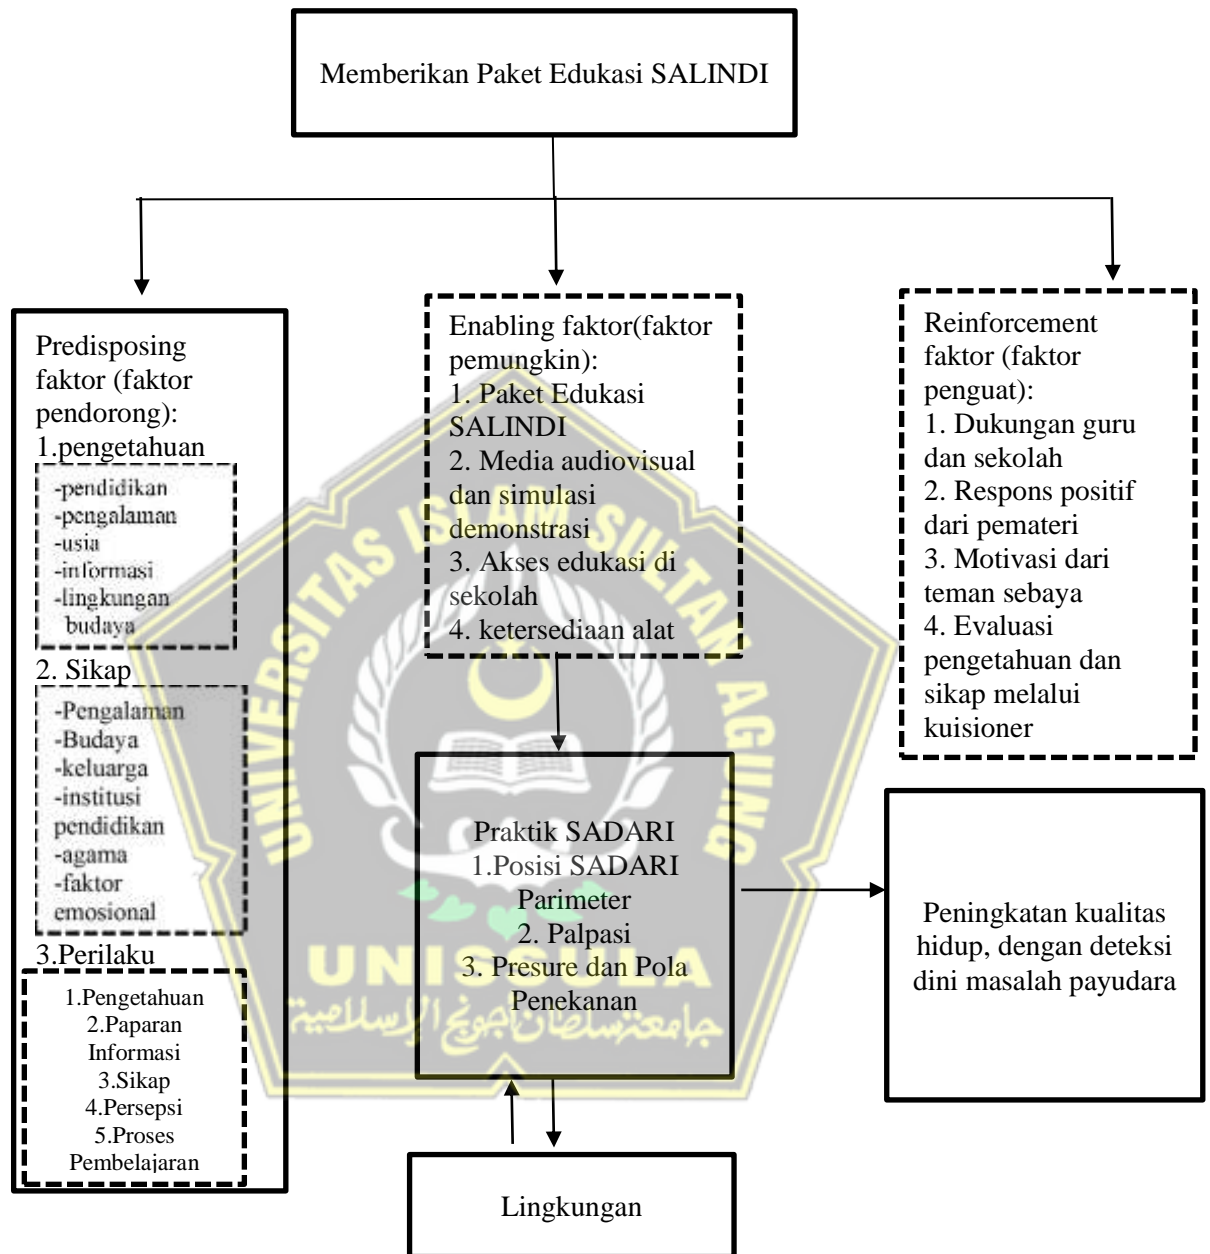 Memberikan Paket Edukasi SALINDI
Predisposing
faktor (faktor
pendorong):
1.pengetahuan
-pendidikan
-pengalaman
-usia
-informasi
-lingkungan
budaya
2. Sikap
-Pengalaman
-Budaya
-keluarga
-institusi
pendidikan
-agama
-faktor
emosional
3.Perilaku
1.Pengetahuan
2.Paparan
Informasi
3.Sikap
4.Persepsi
5.Proses
Pembelajaran
Enabling faktor(faktor
pemungkin):
1. Paket Edukasi
SALINDI
2. Media audiovisual
dan simulasi
demonstrasi
3. Akses edukasi di
sekolah
4. ketersediaan alat
Reinforcement
faktor (faktor
penguat):
1. Dukungan guru
dan sekolah
2. Respons positif
dari pemateri
3. Motivasi dari
teman sebaya
4. Evaluasi
pengetahuan dan
sikap melalui
kuisioner
Praktik SADARI
1.Posisi SADARI
Parimeter
2. Palpasi
3. Presure dan Pola
Penekanan
Peningkatan kualitas
hidup, dengan deteksi
dini masalah payudara
Lingkungan
UNIVERSITAS ISLAM SULTAN AGUNG
UNISSULA
جامعتسلطان أجونج الإسلامية